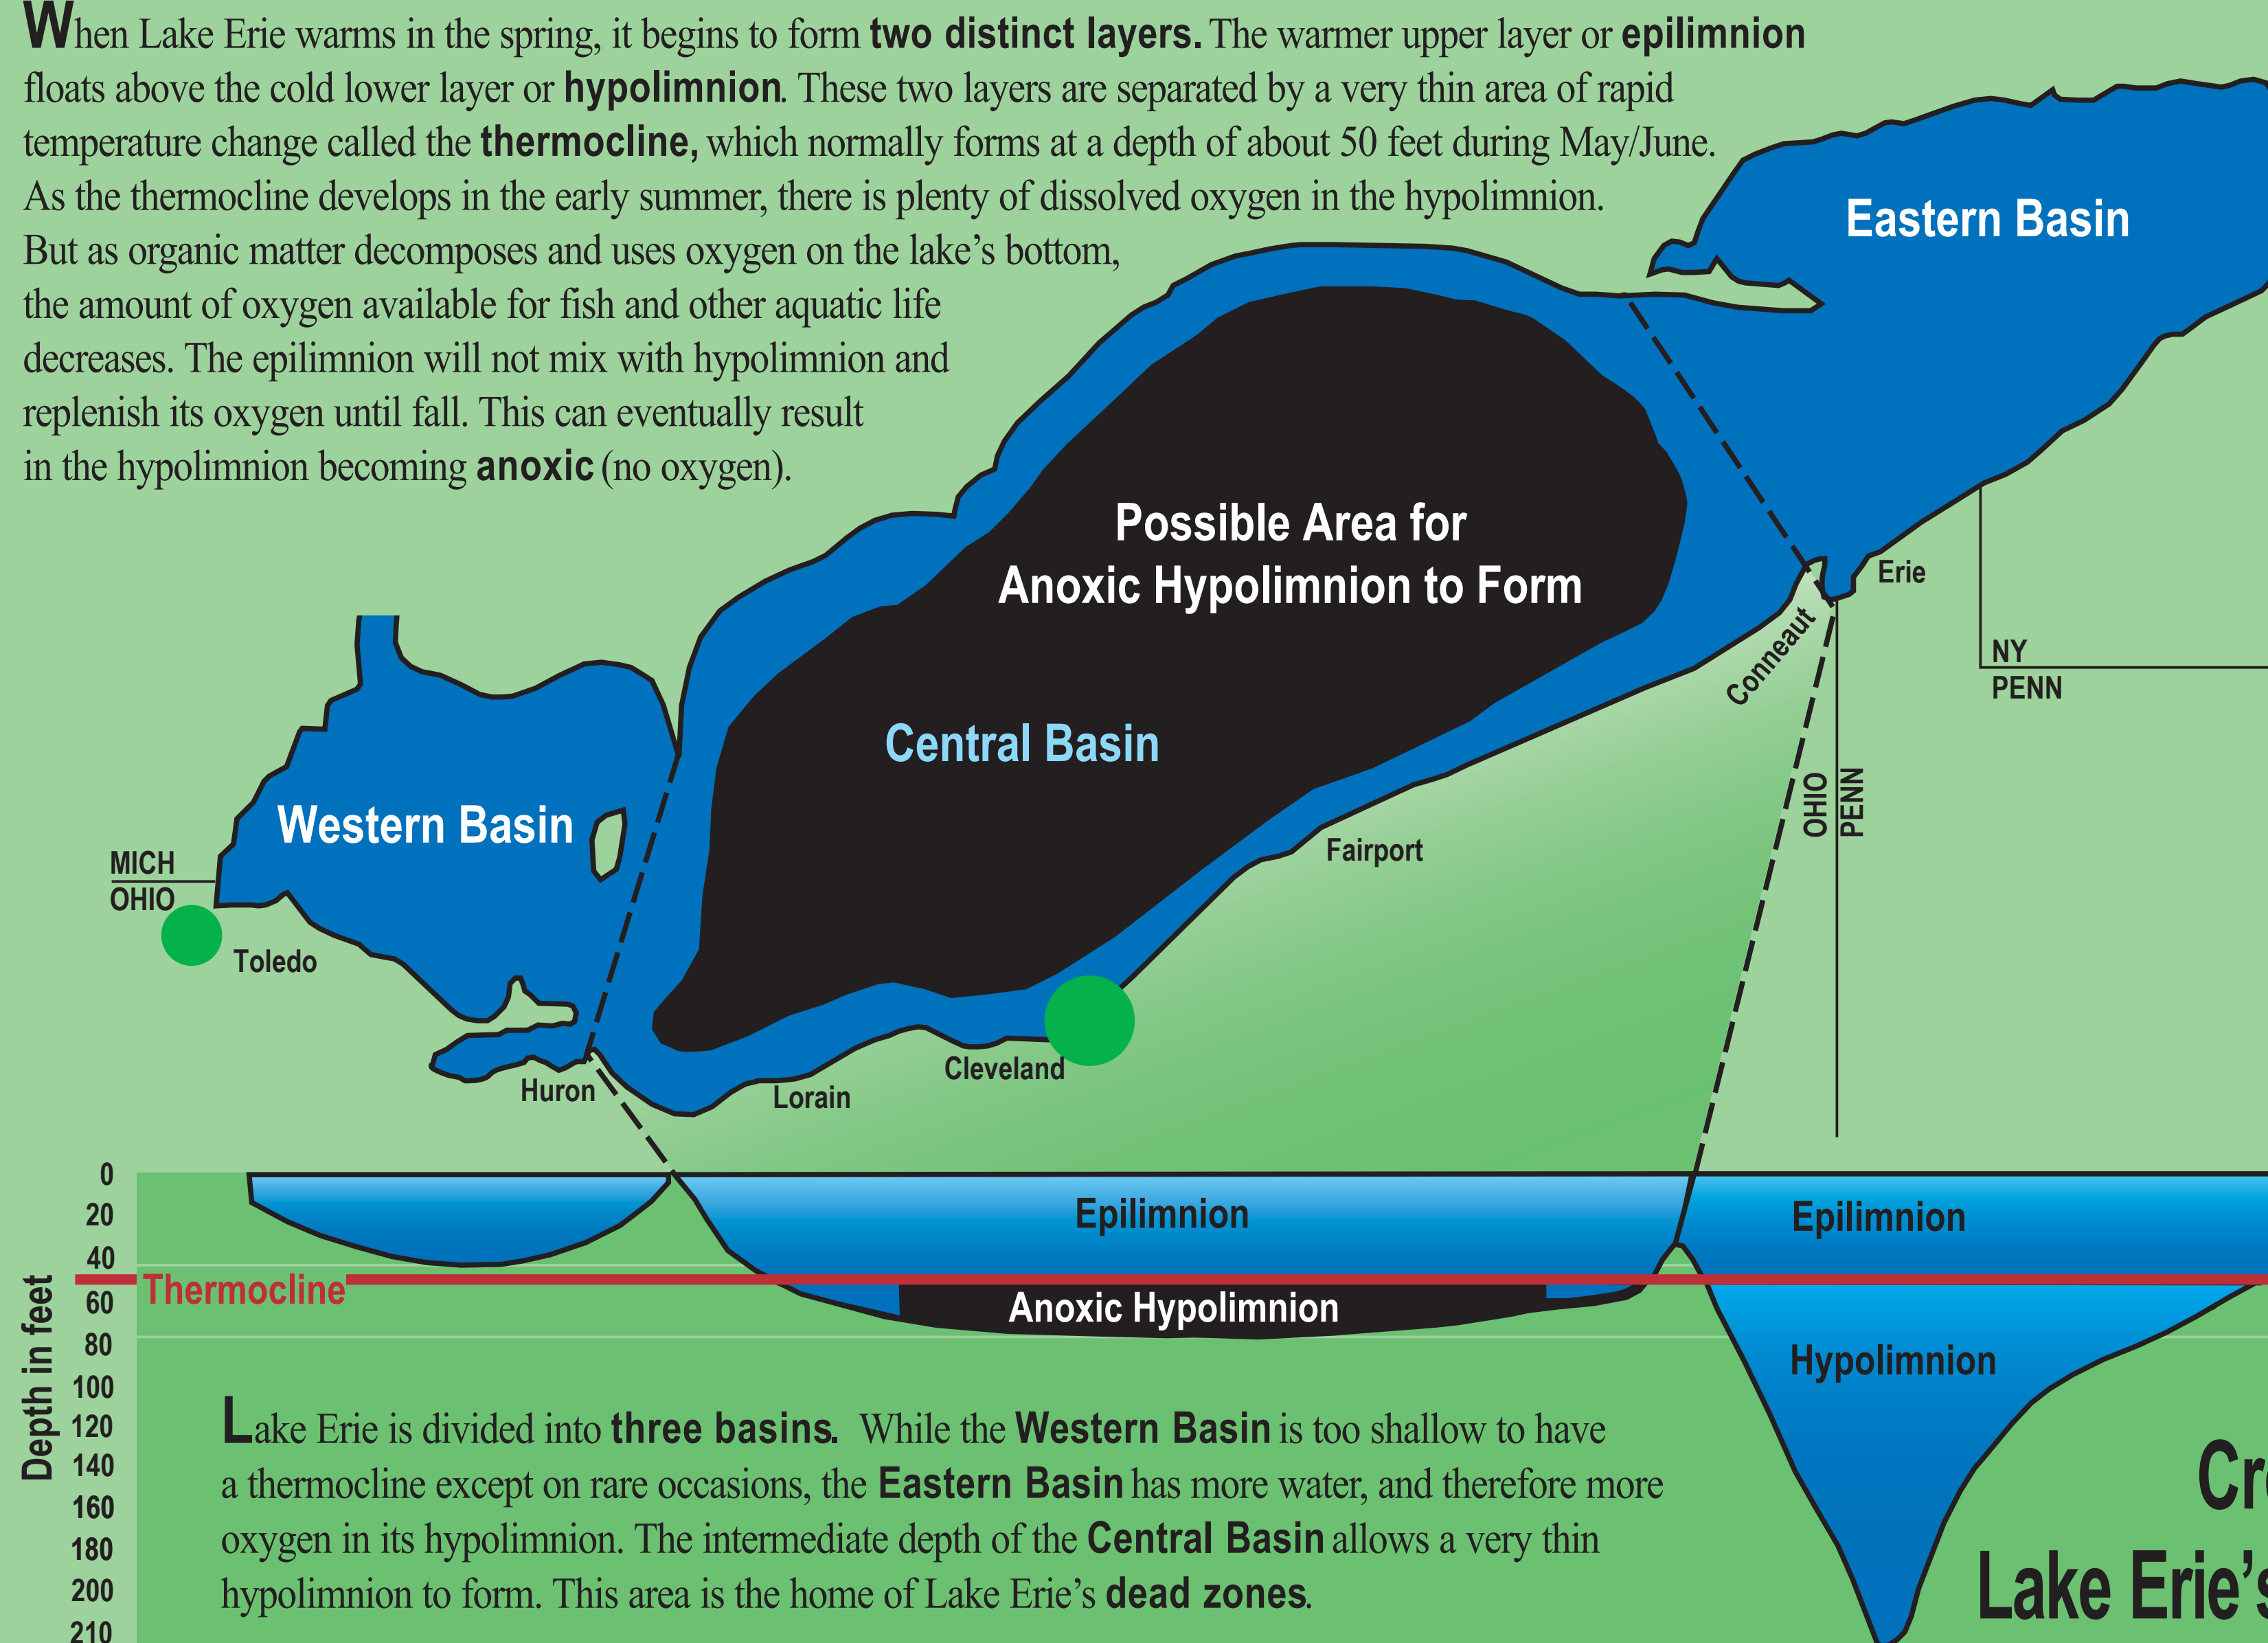 When Lake Erie warms in the spring, it begins to form two distinct layers. The warmer upper layer or epilimnion
floats above the cold lower layer or hypolimnion. These two layers are separated by a very thin area of rapid
temperature change called the thermocline, which normally forms at a depth of about 50 feet during May/June.
As the thermocline develops in the early summer, there is plenty of dissolved oxygen in the hypolimnion.
But as organic matter decomposes and uses oxygen on the lake's bottom,
the amount of oxygen available for fish and other aquatic life
decreases. The epilimnion will not mix with hypolimnion and
replenish its oxygen until fall. This can eventually result
in the hypolimnion becoming anoxic (no oxygen).
Eastern Basin
Possible Area for
Anoxic Hypolimnion to Form
Central Basin
Western Basin
Erie
Conneaut
NY
PENN
OHIO
PENN
Fairport
MICH
OHIO
Toledo
Cleveland
Huron
Lorain
0
20
40
60
80
100
120
140
160
180
200
210
Depth in feet
Thermocline
Epilimnion
Epilimnion
Anoxic Hypolimnion
Hypolimnion
Lake Erie is divided into three basins. While the Western Basin is too shallow to have
a thermocline except on rare occasions, the Eastern Basin has more water, and therefore more
oxygen in its hypolimnion. The intermediate depth of the Central Basin allows a very thin
hypolimnion to form. This area is the home of Lake Erie's dead zones.
Lake Erie's